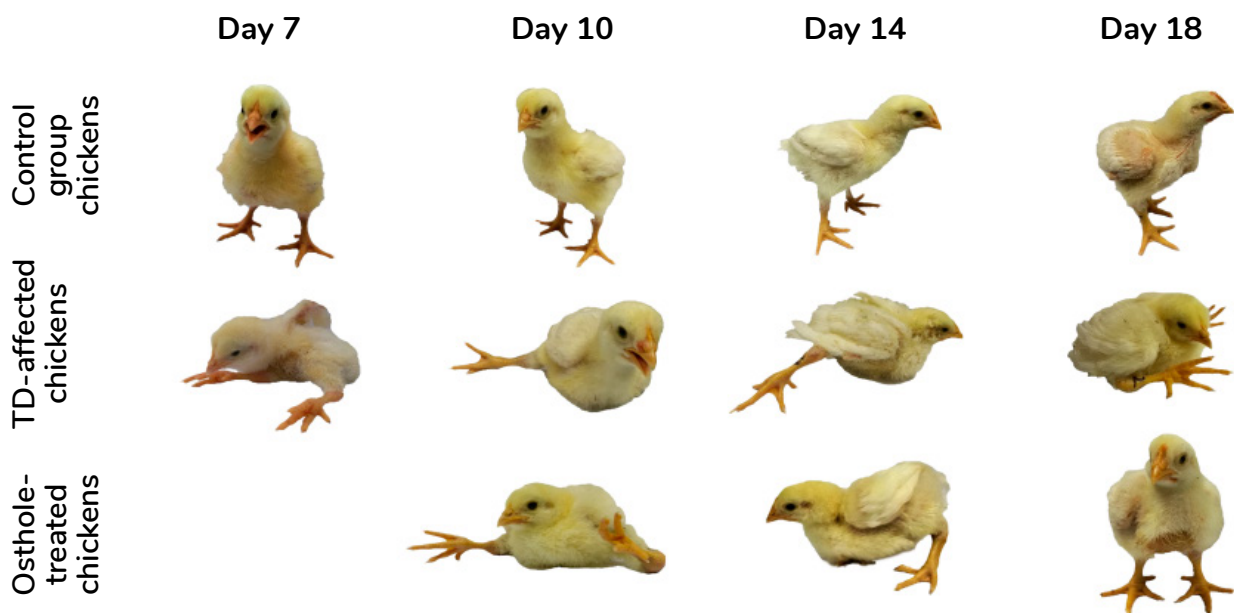 Day 7
Day 10
Day 14
Day 18
Control
group
chickens
TD-affected
chickens
Osthole-
treated
chickens